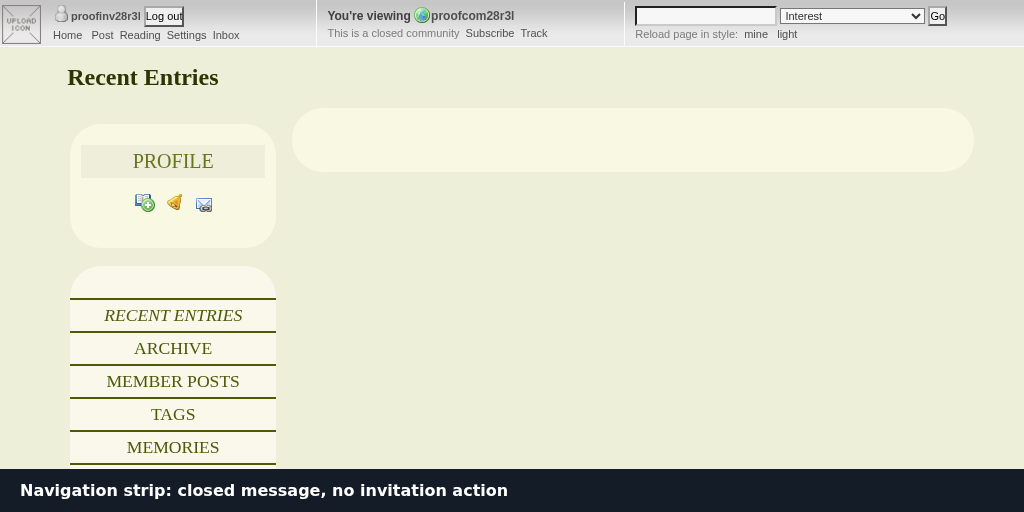 UPLOAD ICON
proofinv28r3l Log out
Home Post Reading Settings Inbox
You're viewing proofcom28r3l
This is a closed community Subscribe Track
Interest Go
Reload page in style: mine light
Recent Entries
PROFILE
RECENT ENTRIES
ARCHIVE
MEMBER POSTS
TAGS
MEMORIES
Navigation strip: closed message, no invitation action